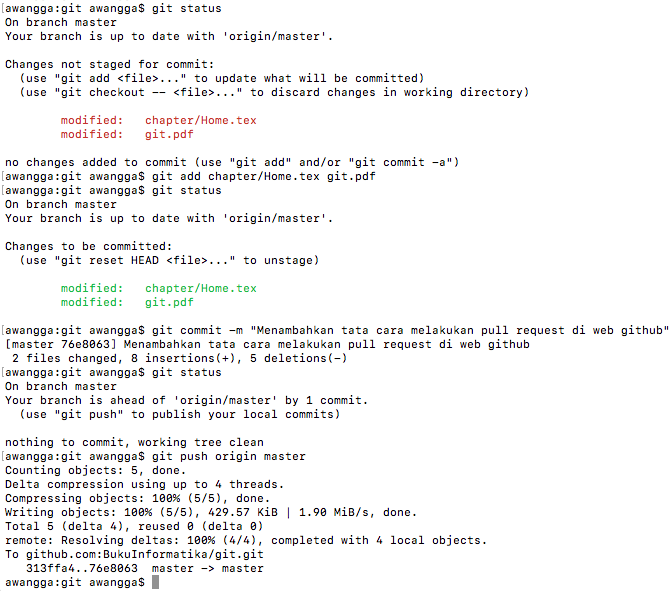 [awangga:git awangga$ git status
On branch master
Your branch is up to date with 'origin/master'.
Changes not staged for commit:
  (use "git add <file>..." to update what will be committed)
  (use "git checkout -- <file>..." to discard changes in working directory)
        modified:   chapter/Home.tex
        modified:   git.pdf
no changes added to commit (use "git add" and/or "git commit -a")
[awangga:git awangga$ git add chapter/Home.tex git.pdf
[awangga:git awangga$ git status
On branch master
Your branch is up to date with 'origin/master'.
Changes to be committed:
  (use "git reset HEAD <file>..." to unstage)
        modified:   chapter/Home.tex
        modified:   git.pdf
[awangga:git awangga$ git commit -m "Menambahkan tata cara melakukan pull request di web github"
[master 76e8063] Menambahkan tata cara melakukan pull request di web github
 2 files changed, 8 insertions(+), 5 deletions(-)
[awangga:git awangga$ git status
On branch master
Your branch is ahead of 'origin/master' by 1 commit.
  (use "git push" to publish your local commits)
nothing to commit, working tree clean
[awangga:git awangga$ git push origin master
Counting objects: 5, done.
Delta compression using up to 4 threads.
Compressing objects: 100% (5/5), done.
Writing objects: 100% (5/5), 429.57 KiB | 1.90 MiB/s, done.
Total 5 (delta 4), reused 0 (delta 0)
remote: Resolving deltas: 100% (4/4), completed with 4 local objects.
To github.com:BukuInformatika/git.git
   313ffa4..76e8063  master -> master
awangga:git awangga$